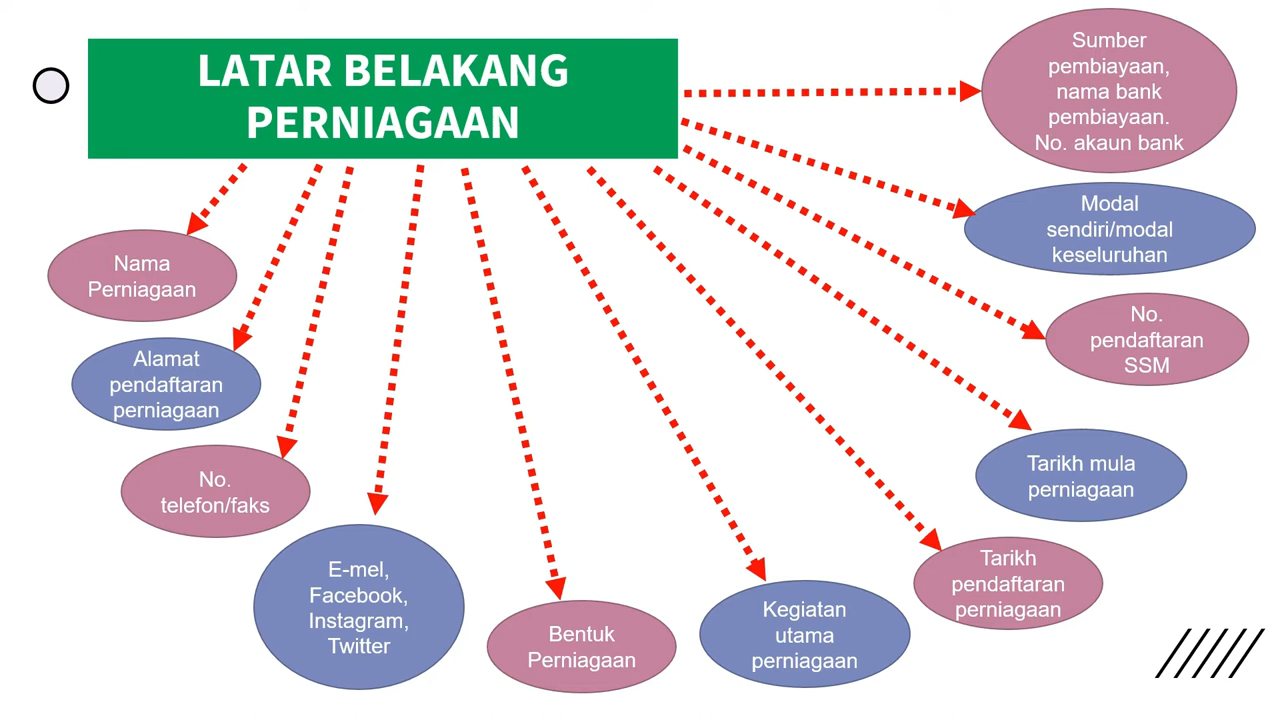 LATAR BELAKANG
PERNIAGAAN
Nama
Perniagaan
Alamat
pendaftaran
perniagaan
No.
telefon/faks
E-mel,
Facebook,
Instagram,
Twitter
Bentuk
Perniagaan
Kegiatan
utama
perniagaan
Tarikh
pendaftaran
perniagaan
Tarikh mula
perniagaan
No.
pendaftaran
SSM
Modal
sendiri/modal
keseluruhan
Sumber
pembiayaan,
nama bank
pembiayaan.
No. akaun bank